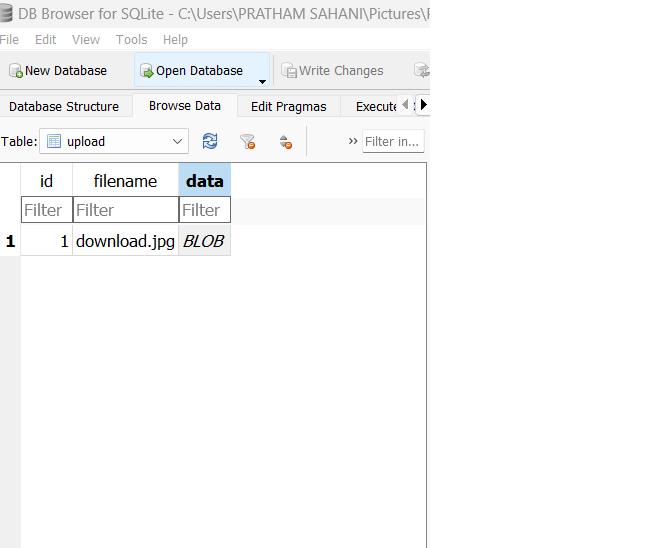 DB Browser for SQLite - C:\Users\PRATHAM SAHANI\Pictures\
File Edit View Tools Help
New Database Open Database Write Changes
Database Structure Browse Data Edit Pragmas Execute
Table: upload Filter in...
id filename data
Filter Filter Filter
1 1 download.jpg BLOB